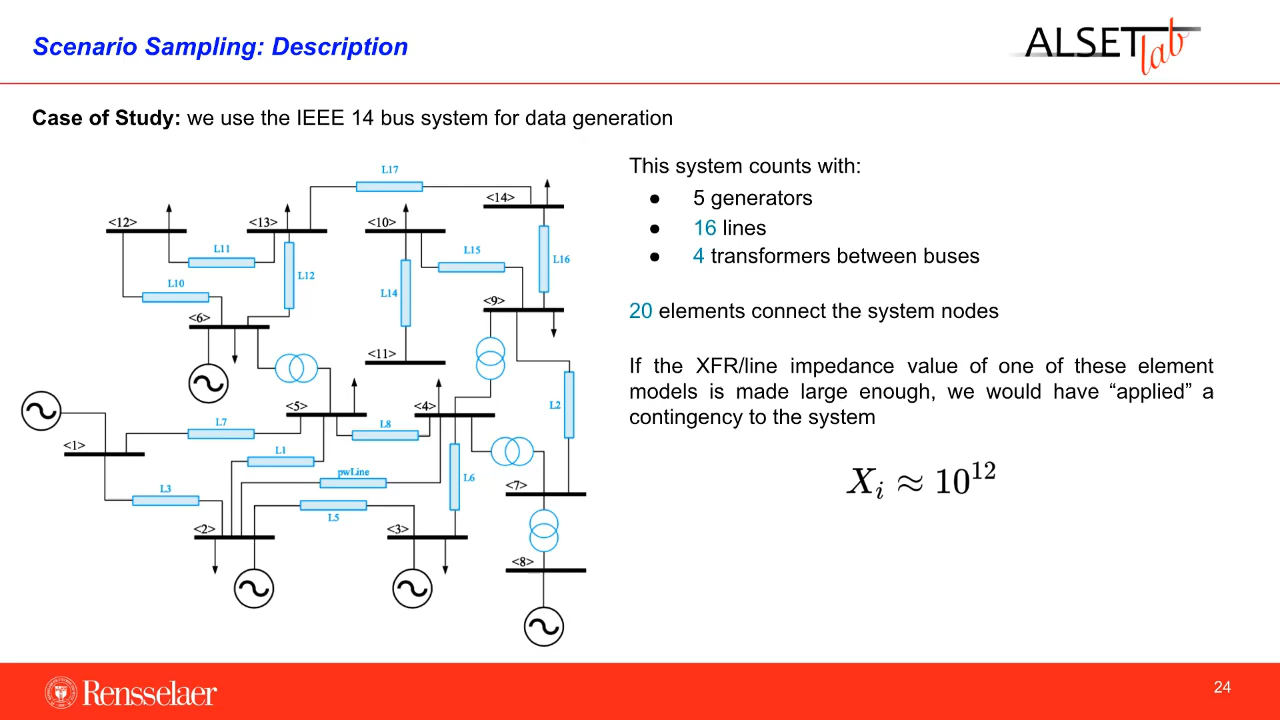 Scenario Sampling: Description
ALSET lab
Case of Study: we use the IEEE 14 bus system for data generation
This system counts with:
● 5 generators
● 16 lines
● 4 transformers between buses
20 elements connect the system nodes
If the XFR/line impedance value of one of these element
models is made large enough, we would have “applied” a
contingency to the system
X_i ≈ 10^12
L17
<14>
<12>
<13>
<10>
L11
L15
L16
L12
L10
L14
<9>
<6>
<11>
<5>
<4>
L2
L7
L8
<1>
L1
pwLine
L6
L3
<7>
L5
<2>
<3>
<8>
Rensselaer
24